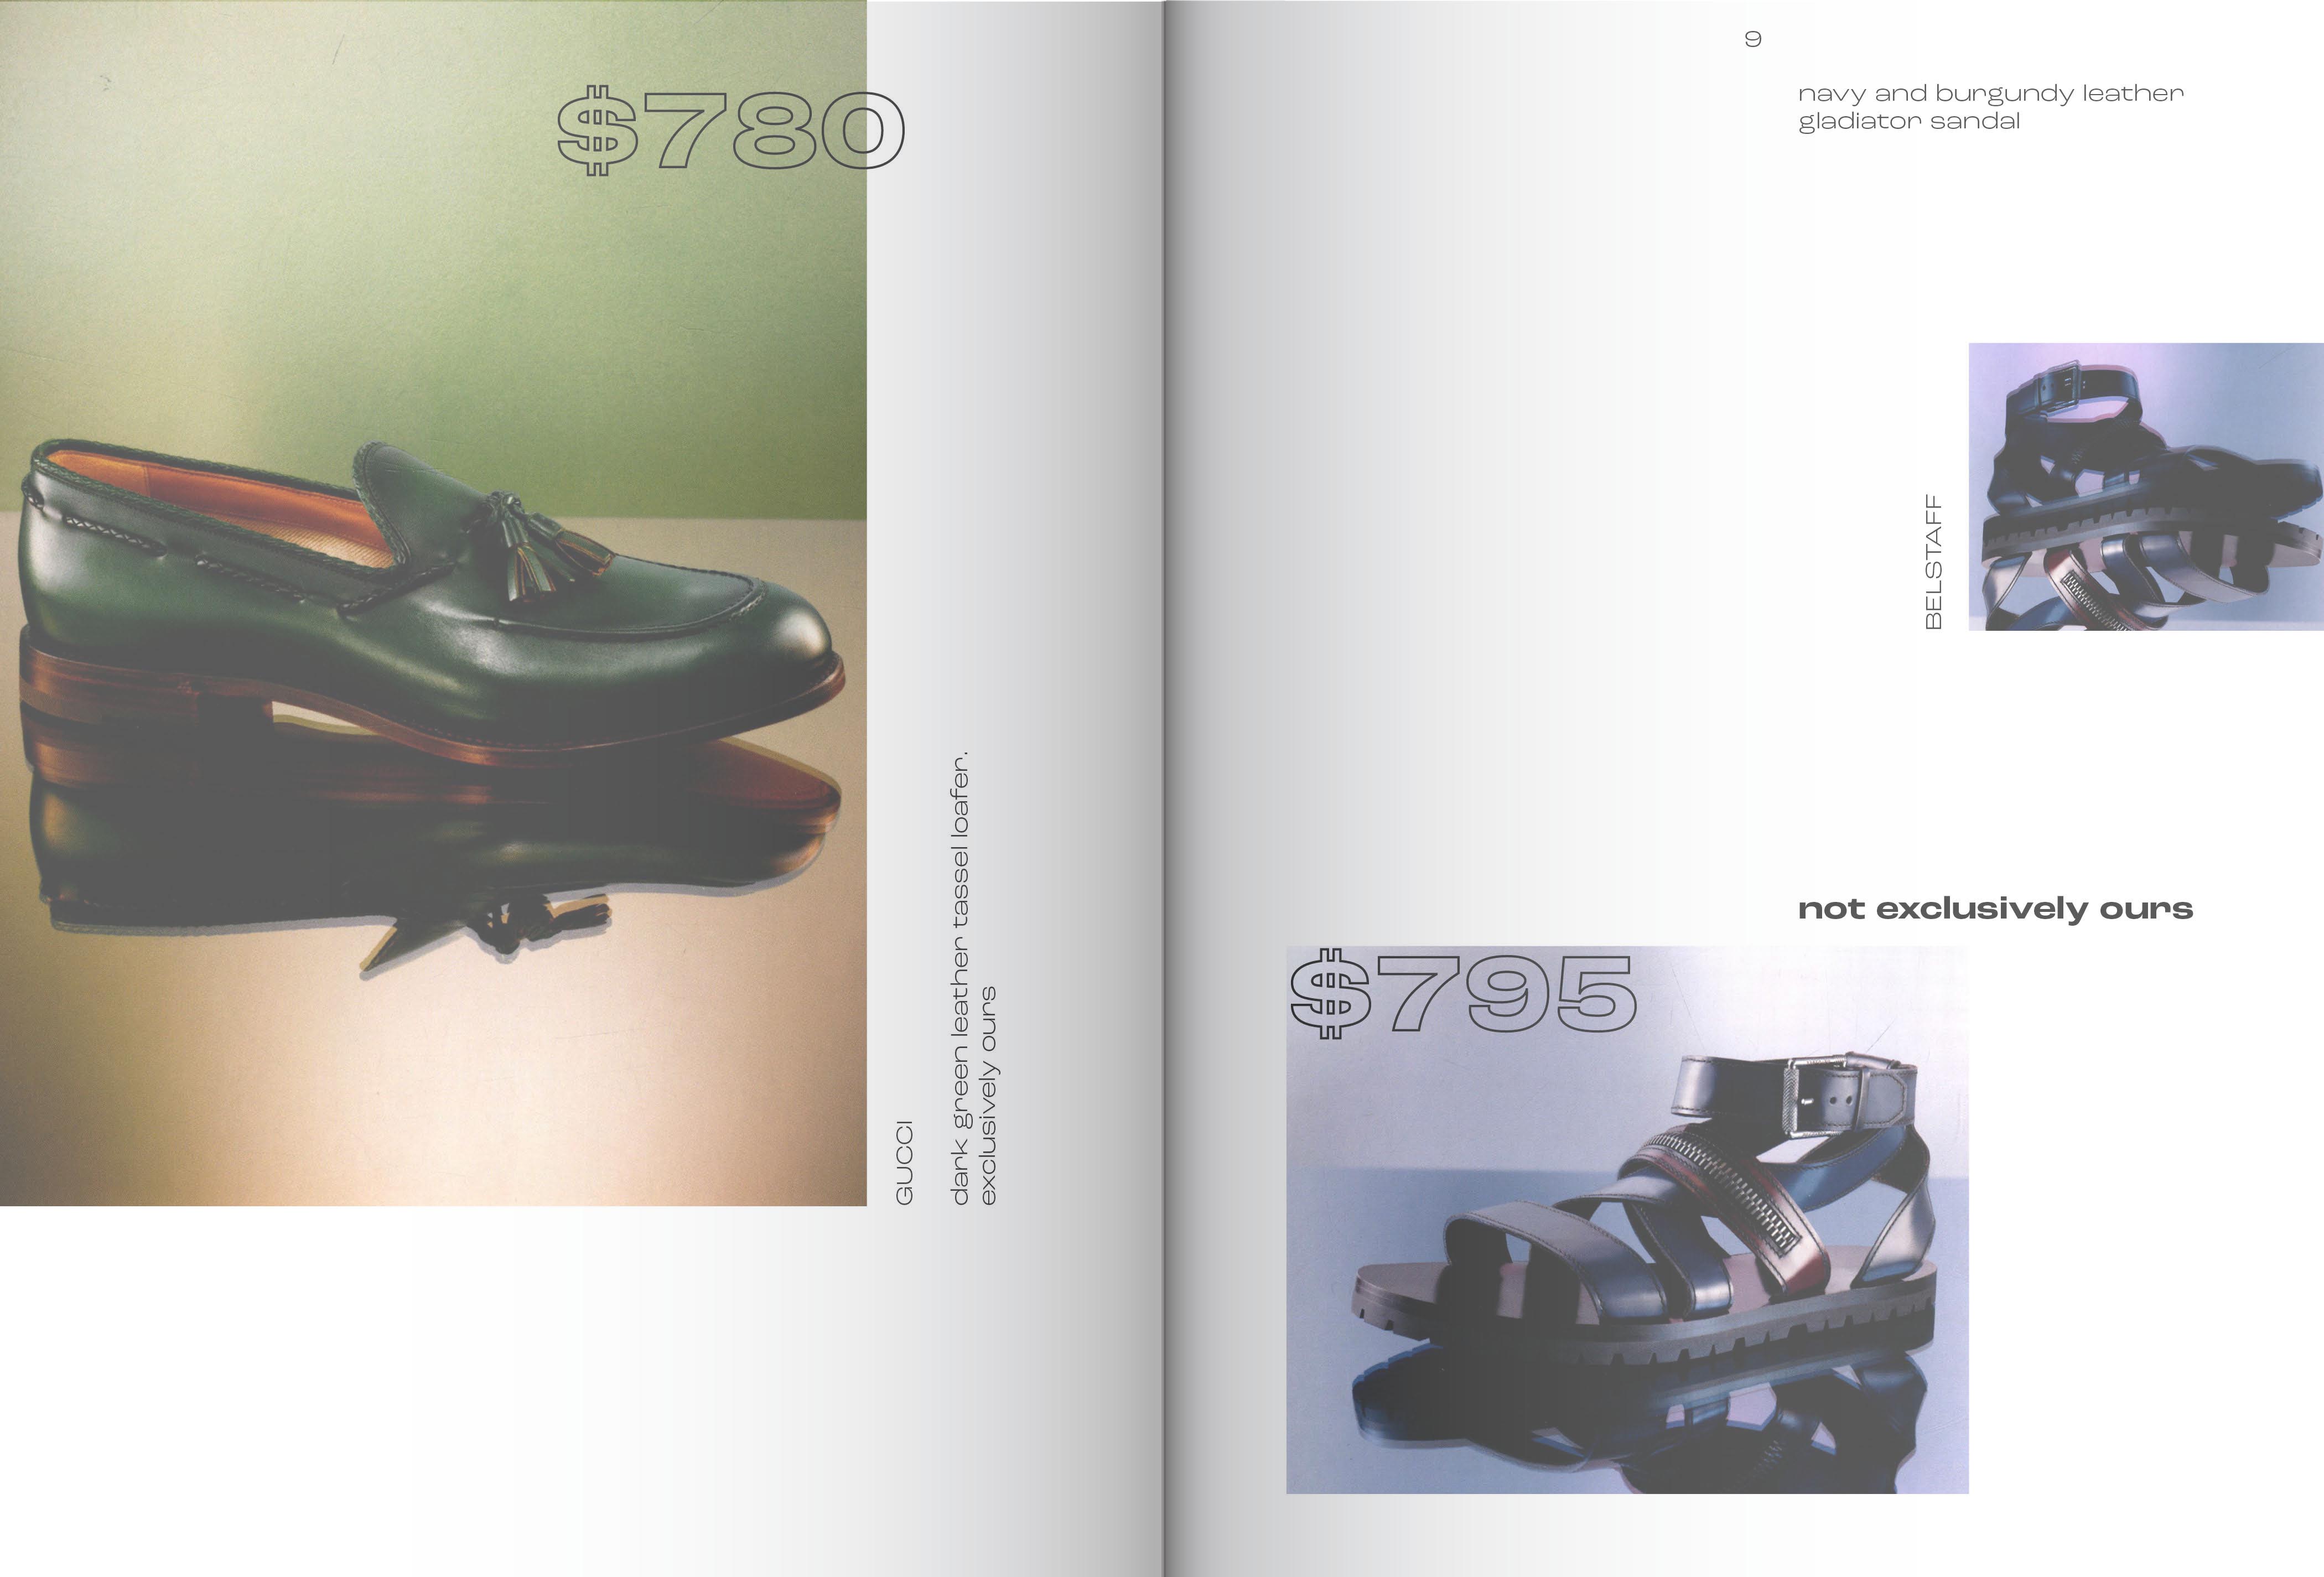 $780
GUCCI
dark green leather tassel loafer.
exclusively ours
9
navy and burgundy leather
gladiator sandal
BELSTAFF
not exclusively ours
$795